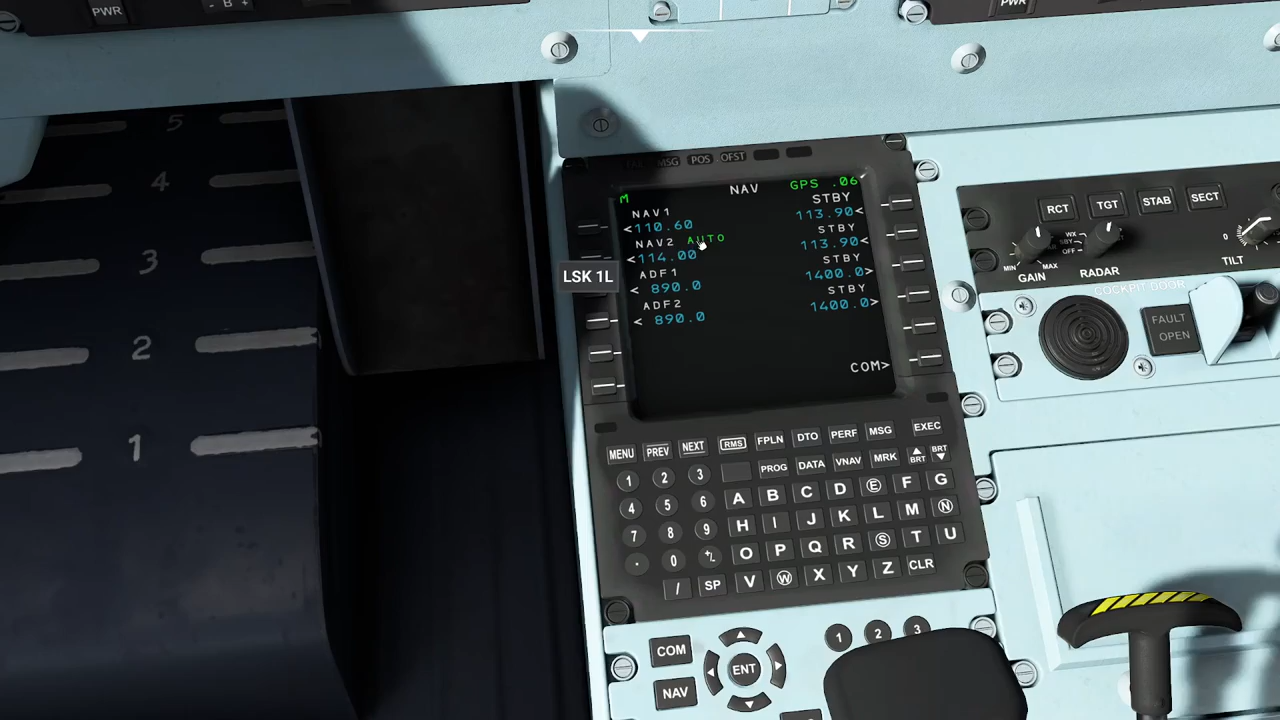 PWR
- B +
PWR
5
4
3
2
1
MSG POS OFST
M NAV GPS .06
NAV1 STBY
<110.60 113.90<
NAV2 AUTO STBY
<114.00 113.90<
ADF1 STBY
< 890.0 1400.0>
ADF2 STBY
< 890.0 1400.0>
COM>
LSK 1L
MENU PREV NEXT RMS FPLN DTO PERF MSG EXEC
PROG DATA VNAV MRK BRT BRT
1 2 3 A B C D E F G
4 5 6 H I J K L M N
7 8 9 O P Q R S T U
. 0 +/- / SP V W X Y Z CLR
COM
NAV
ENT
1 2 3
RCT TGT STAB SECT
MIN MAX
GAIN
WX
STBY
OFF
RADAR
0
TILT
COCKPIT DOOR
FAULT
OPEN